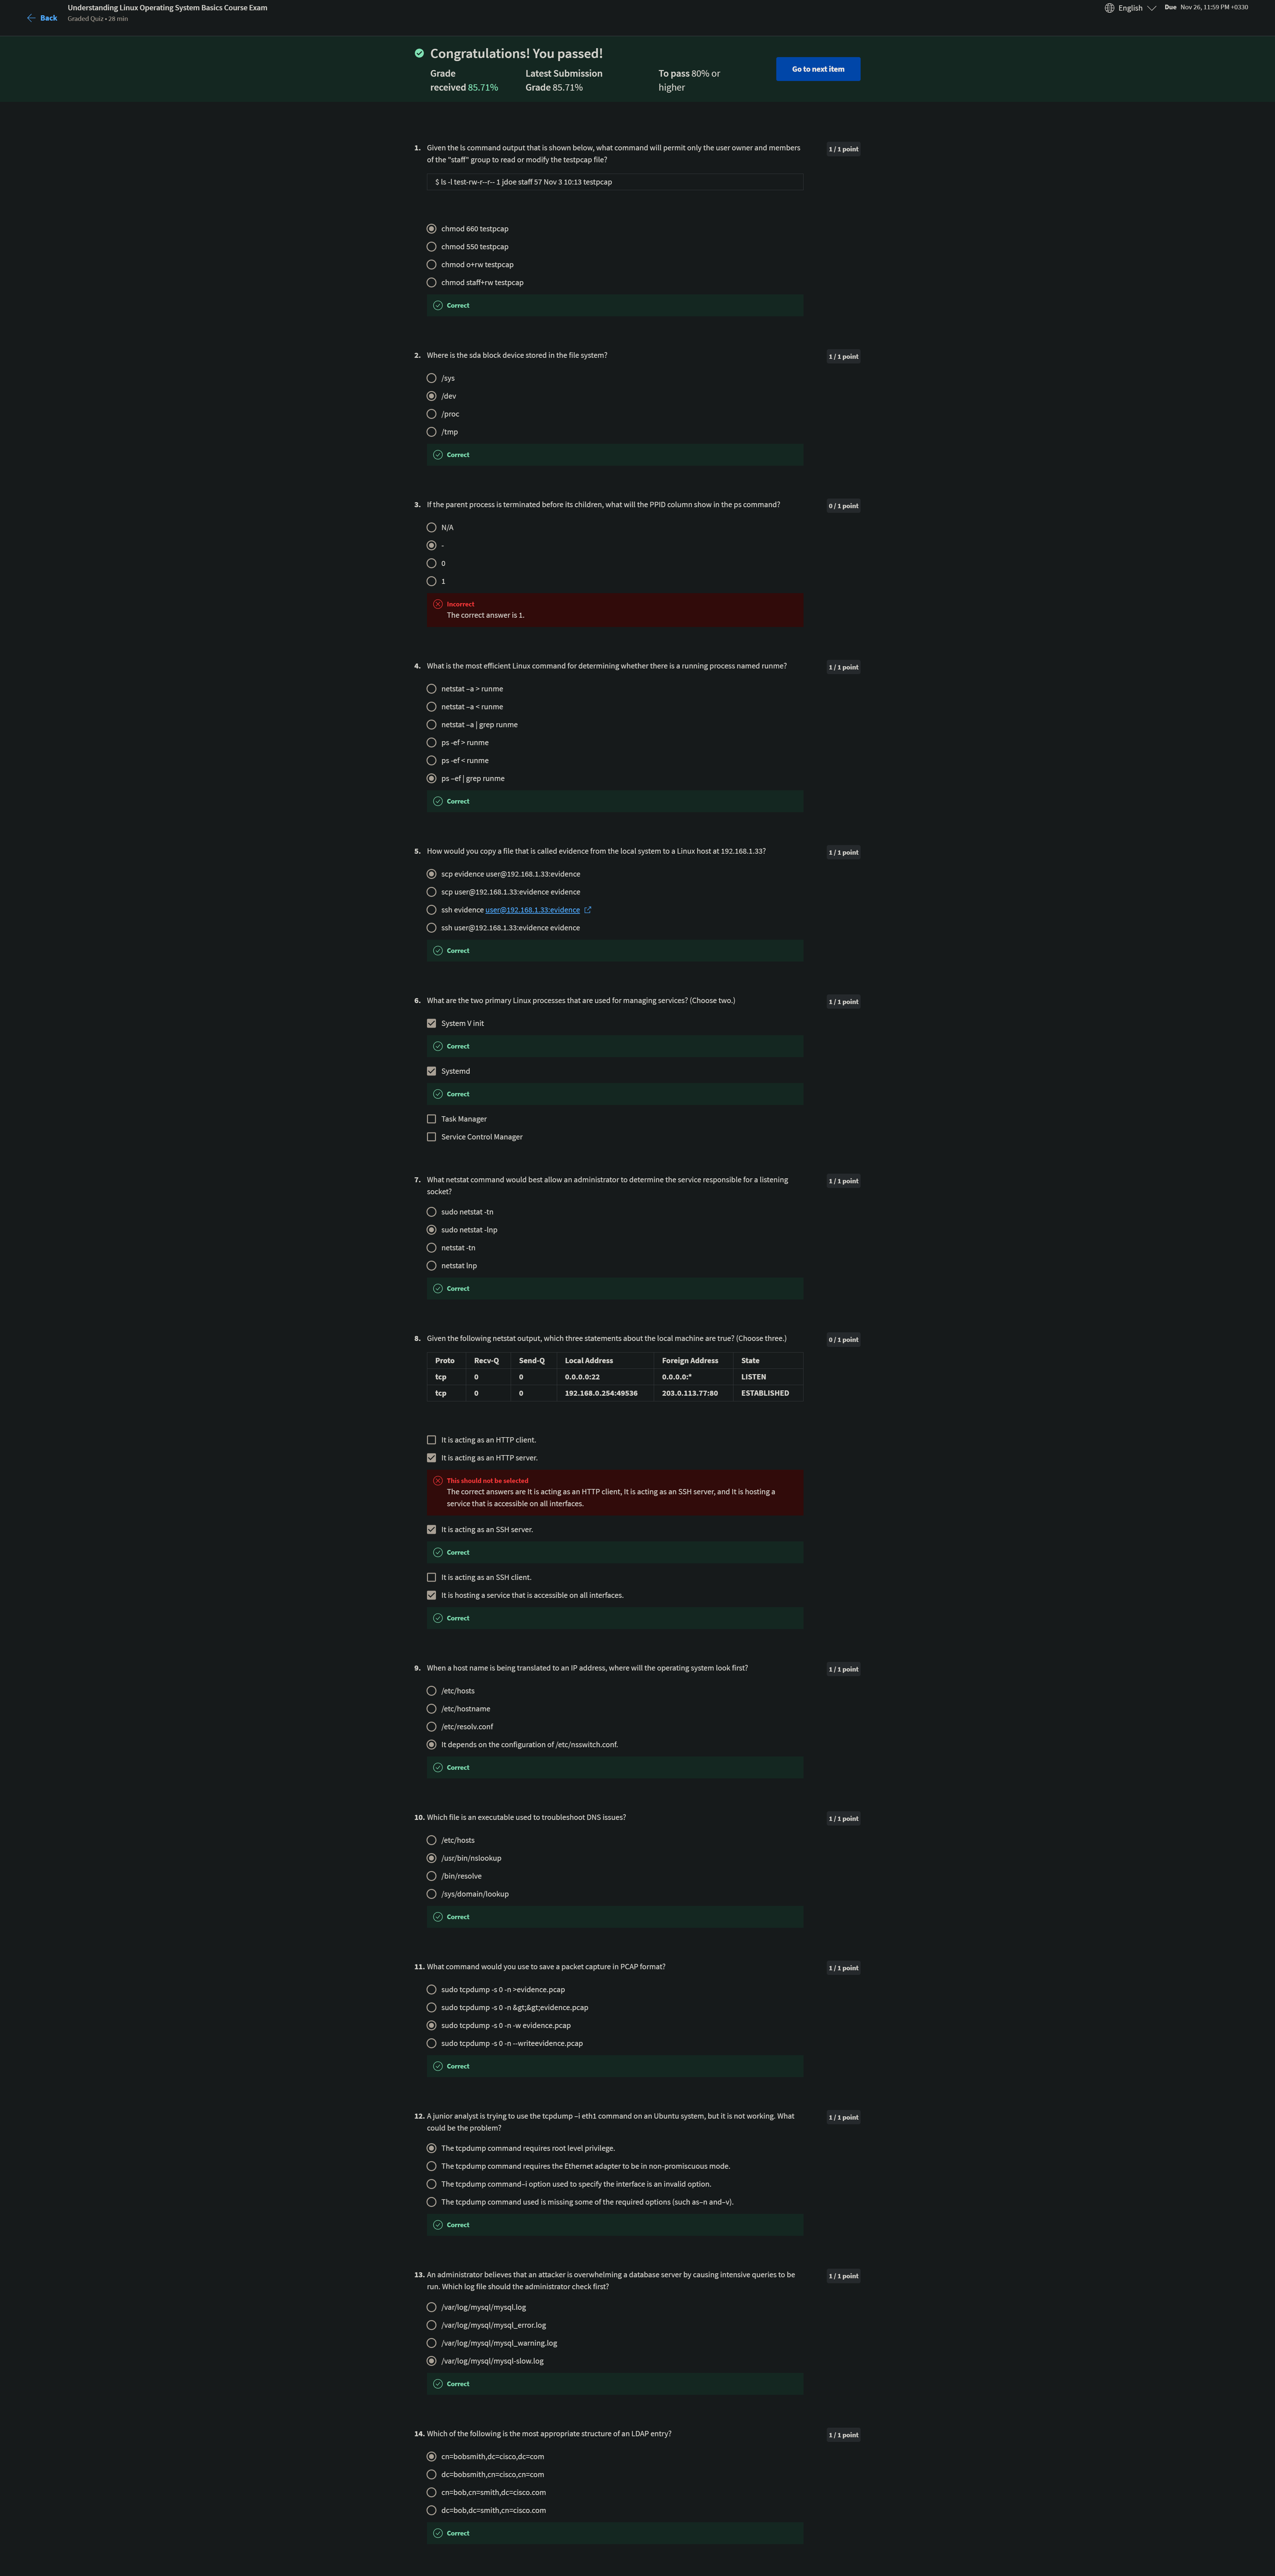 Back
Understanding Linux Operating System Basics Course Exam
Graded Quiz • 28 min
English
Due Nov 26, 11:59 PM +0330
Congratulations! You passed!
Grade received 85.71%
Latest Submission Grade 85.71%
To pass 80% or higher
Go to next item
1. Given the ls command output that is shown below, what command will permit only the user owner and members
of the "staff" group to read or modify the testpcap file?
1 / 1 point
$ ls -l test-rw-r--r-- 1 jdoe staff 57 Nov 3 10:13 testpcap
chmod 660 testpcap
chmod 550 testpcap
chmod o+rw testpcap
chmod staff+rw testpcap
Correct
2. Where is the sda block device stored in the file system?
1 / 1 point
/sys
/dev
/proc
/tmp
Correct
3. If the parent process is terminated before its children, what will the PPID column show in the ps command?
0 / 1 point
N/A
-
0
1
Incorrect
The correct answer is 1.
4. What is the most efficient Linux command for determining whether there is a running process named runme?
1 / 1 point
netstat –a > runme
netstat –a < runme
netstat –a | grep runme
ps -ef > runme
ps -ef < runme
ps –ef | grep runme
Correct
5. How would you copy a file that is called evidence from the local system to a Linux host at 192.168.1.33?
1 / 1 point
scp evidence user@192.168.1.33:evidence
scp user@192.168.1.33:evidence evidence
ssh evidence user@192.168.1.33:evidence
ssh user@192.168.1.33:evidence evidence
Correct
6. What are the two primary Linux processes that are used for managing services? (Choose two.)
1 / 1 point
System V init
Correct
Systemd
Correct
Task Manager
Service Control Manager
7. What netstat command would best allow an administrator to determine the service responsible for a listening
socket?
1 / 1 point
sudo netstat -tn
sudo netstat -lnp
netstat -tn
netstat lnp
Correct
8. Given the following netstat output, which three statements about the local machine are true? (Choose three.)
0 / 1 point
Proto Recv-Q Send-Q Local Address Foreign Address State
tcp 0 0 0.0.0.0:22 0.0.0.0:* LISTEN
tcp 0 0 192.168.0.254:49536 203.0.113.77:80 ESTABLISHED
It is acting as an HTTP client.
It is acting as an HTTP server.
This should not be selected
The correct answers are It is acting as an HTTP client, It is acting as an SSH server, and It is hosting a
service that is accessible on all interfaces.
It is acting as an SSH server.
Correct
It is acting as an SSH client.
It is hosting a service that is accessible on all interfaces.
Correct
9. When a host name is being translated to an IP address, where will the operating system look first?
1 / 1 point
/etc/hosts
/etc/hostname
/etc/resolv.conf
It depends on the configuration of /etc/nsswitch.conf.
Correct
10. Which file is an executable used to troubleshoot DNS issues?
1 / 1 point
/etc/hosts
/usr/bin/nslookup
/bin/resolve
/sys/domain/lookup
Correct
11. What command would you use to save a packet capture in PCAP format?
1 / 1 point
sudo tcpdump -s 0 -n >evidence.pcap
sudo tcpdump -s 0 -n &gt;&gt;evidence.pcap
sudo tcpdump -s 0 -n -w evidence.pcap
sudo tcpdump -s 0 -n --writeevidence.pcap
Correct
12. A junior analyst is trying to use the tcpdump –i eth1 command on an Ubuntu system, but it is not working. What
could be the problem?
1 / 1 point
The tcpdump command requires root level privilege.
The tcpdump command requires the Ethernet adapter to be in non-promiscuous mode.
The tcpdump command–i option used to specify the interface is an invalid option.
The tcpdump command used is missing some of the required options (such as–n and–v).
Correct
13. An administrator believes that an attacker is overwhelming a database server by causing intensive queries to be
run. Which log file should the administrator check first?
1 / 1 point
/var/log/mysql/mysql.log
/var/log/mysql/mysql_error.log
/var/log/mysql/mysql_warning.log
/var/log/mysql/mysql-slow.log
Correct
14. Which of the following is the most appropriate structure of an LDAP entry?
1 / 1 point
cn=bobsmith,dc=cisco,dc=com
dc=bobsmith,cn=cisco,cn=com
cn=bob,cn=smith,dc=cisco.com
dc=bob,dc=smith,cn=cisco.com
Correct